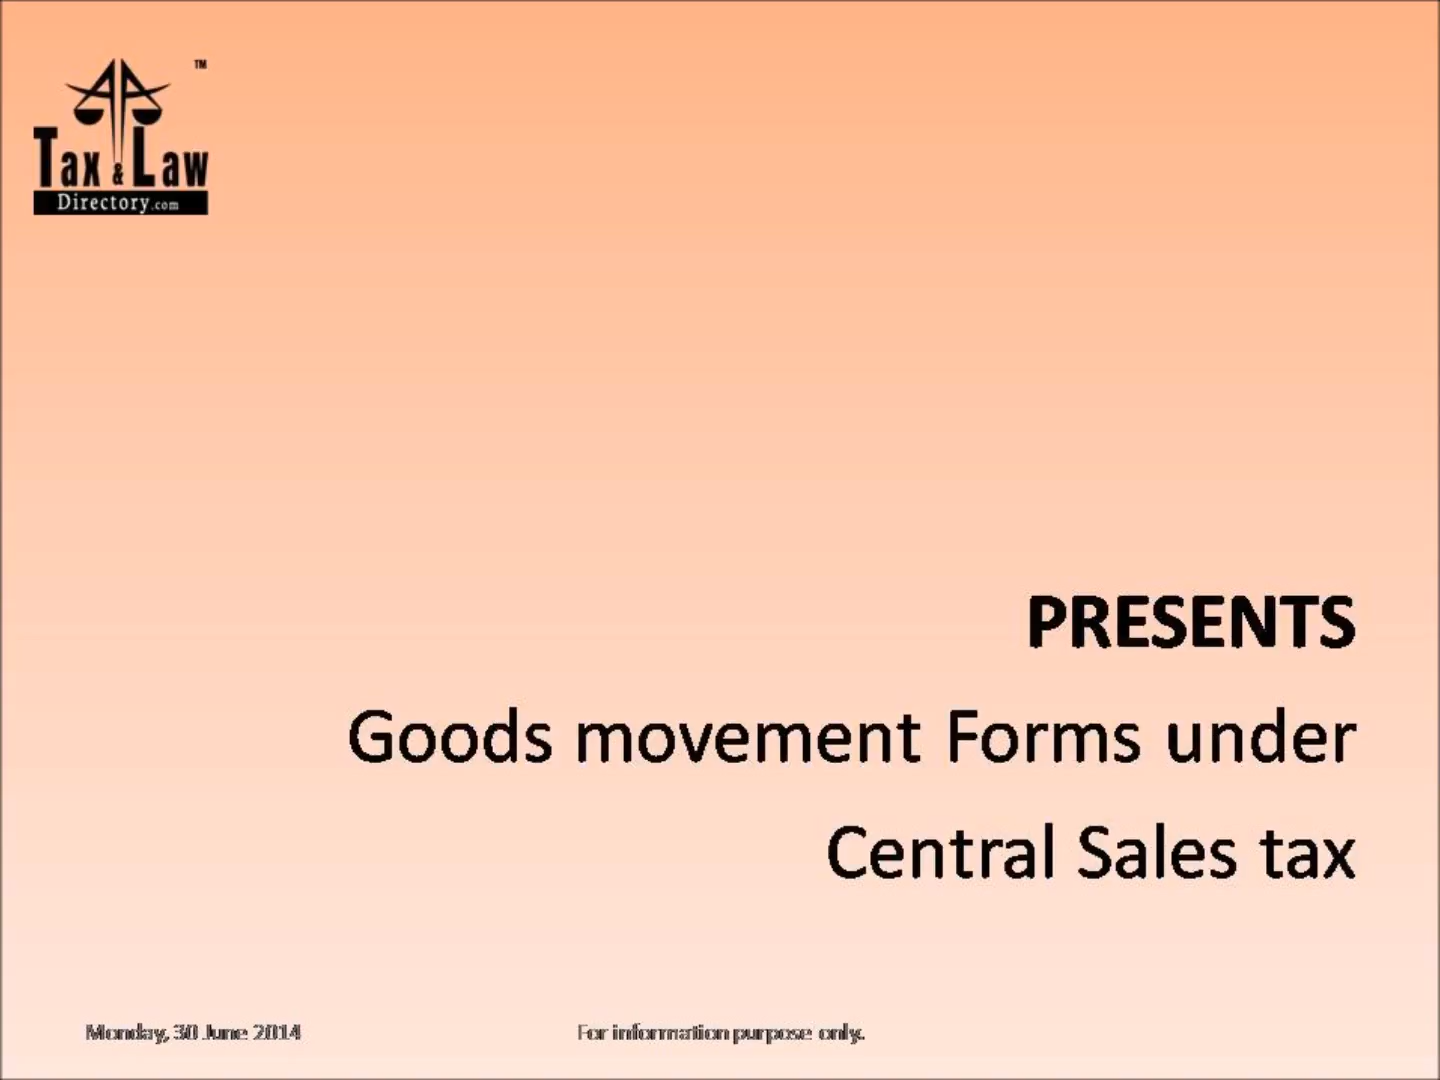 TM
Tax & Law
Directory.com
PRESENTS
Goods movement Forms under
Central Sales tax
Monday, 30 June 2014
For information purpose only.